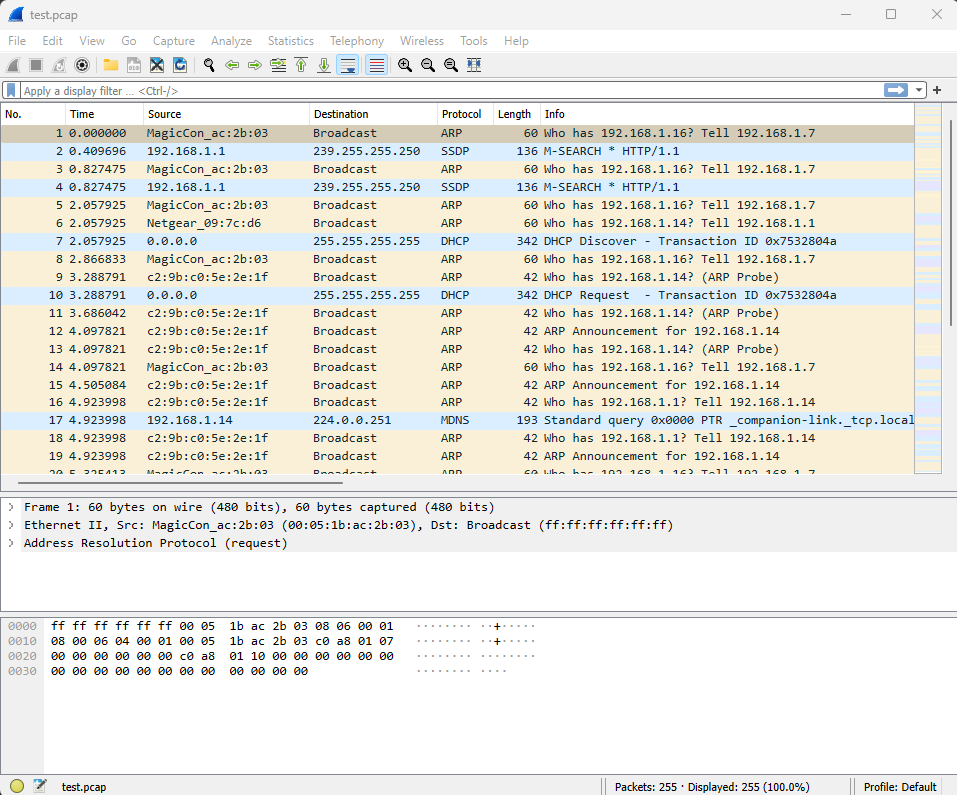 test.pcap
File Edit View Go Capture Analyze Statistics Telephony Wireless Tools Help
Apply a display filter ... <Ctrl-/>
No. Time Source Destination Protocol Length Info
1 0.000000 MagicCon_ac:2b:03 Broadcast ARP 60 Who has 192.168.1.16? Tell 192.168.1.7
2 0.409696 192.168.1.1 239.255.255.250 SSDP 136 M-SEARCH * HTTP/1.1
3 0.827475 MagicCon_ac:2b:03 Broadcast ARP 60 Who has 192.168.1.16? Tell 192.168.1.7
4 0.827475 192.168.1.1 239.255.255.250 SSDP 136 M-SEARCH * HTTP/1.1
5 2.057925 MagicCon_ac:2b:03 Broadcast ARP 60 Who has 192.168.1.16? Tell 192.168.1.7
6 2.057925 Netgear_09:7c:d6 Broadcast ARP 60 Who has 192.168.1.14? Tell 192.168.1.1
7 2.057925 0.0.0.0 255.255.255.255 DHCP 342 DHCP Discover - Transaction ID 0x7532804a
8 2.866833 MagicCon_ac:2b:03 Broadcast ARP 60 Who has 192.168.1.16? Tell 192.168.1.7
9 3.288791 c2:9b:c0:5e:2e:1f Broadcast ARP 42 Who has 192.168.1.14? (ARP Probe)
10 3.288791 0.0.0.0 255.255.255.255 DHCP 342 DHCP Request - Transaction ID 0x7532804a
11 3.686042 c2:9b:c0:5e:2e:1f Broadcast ARP 42 Who has 192.168.1.14? (ARP Probe)
12 4.097821 c2:9b:c0:5e:2e:1f Broadcast ARP 42 ARP Announcement for 192.168.1.14
13 4.097821 c2:9b:c0:5e:2e:1f Broadcast ARP 42 Who has 192.168.1.14? (ARP Probe)
14 4.097821 MagicCon_ac:2b:03 Broadcast ARP 60 Who has 192.168.1.16? Tell 192.168.1.7
15 4.505084 c2:9b:c0:5e:2e:1f Broadcast ARP 42 ARP Announcement for 192.168.1.14
16 4.923998 c2:9b:c0:5e:2e:1f Broadcast ARP 42 Who has 192.168.1.1? Tell 192.168.1.14
17 4.923998 192.168.1.14 224.0.0.251 MDNS 193 Standard query 0x0000 PTR _companion-link._tcp.local
18 4.923998 c2:9b:c0:5e:2e:1f Broadcast ARP 42 Who has 192.168.1.1? Tell 192.168.1.14
19 4.923998 c2:9b:c0:5e:2e:1f Broadcast ARP 42 ARP Announcement for 192.168.1.14
20 5.325413 MagicCon_ac:2b:03 Broadcast ARP 60 Who has 192.168.1.16? Tell 192.168.1.7
Frame 1: 60 bytes on wire (480 bits), 60 bytes captured (480 bits)
Ethernet II, Src: MagicCon_ac:2b:03 (00:05:1b:ac:2b:03), Dst: Broadcast (ff:ff:ff:ff:ff:ff)
Address Resolution Protocol (request)
0000 ff ff ff ff ff ff 00 05 1b ac 2b 03 08 06 00 01 ········ ··+·····
0010 08 00 06 04 00 01 00 05 1b ac 2b 03 c0 a8 01 07 ········ ··+·····
0020 00 00 00 00 00 00 c0 a8 01 10 00 00 00 00 00 00 ········ ········
0030 00 00 00 00 00 00 00 00 00 00 00 00 ········ ····
test.pcap Packets: 255 · Displayed: 255 (100.0%) Profile: Default